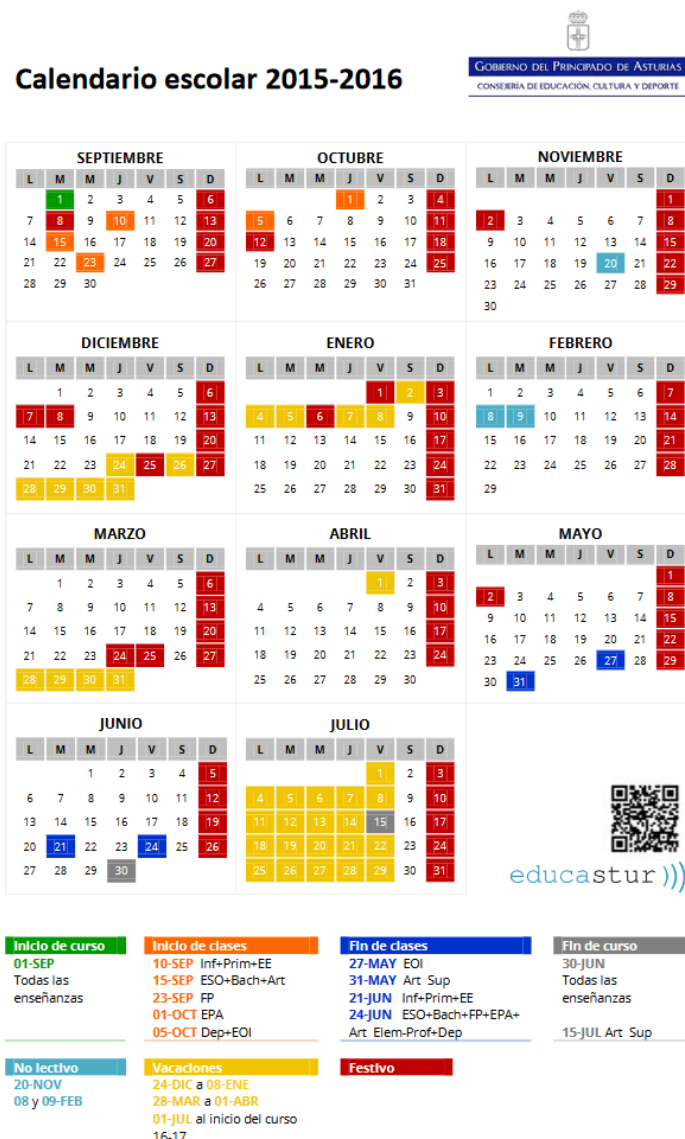 GOBIERNO DEL PRINCIPADO DE ASTURIAS
CONSEJERÍA DE EDUCACIÓN, CULTURA Y DEPORTE
Calendario escolar 2015-2016
SEPTIEMBRE
L M M J V S D
1 2 3 4 5 6
7 8 9 10 11 12 13
14 15 16 17 18 19 20
21 22 23 24 25 26 27
28 29 30
OCTUBRE
L M M J V S D
1 2 3 4
5 6 7 8 9 10 11
12 13 14 15 16 17 18
19 20 21 22 23 24 25
26 27 28 29 30 31
NOVIEMBRE
L M M J V S D
1
2 3 4 5 6 7 8
9 10 11 12 13 14 15
16 17 18 19 20 21 22
23 24 25 26 27 28 29
30
DICIEMBRE
L M M J V S D
1 2 3 4 5 6
7 8 9 10 11 12 13
14 15 16 17 18 19 20
21 22 23 24 25 26 27
28 29 30 31
ENERO
L M M J V S D
1 2 3
4 5 6 7 8 9 10
11 12 13 14 15 16 17
18 19 20 21 22 23 24
25 26 27 28 29 30 31
FEBRERO
L M M J V S D
1 2 3 4 5 6 7
8 9 10 11 12 13 14
15 16 17 18 19 20 21
22 23 24 25 26 27 28
29
MARZO
L M M J V S D
1 2 3 4 5 6
7 8 9 10 11 12 13
14 15 16 17 18 19 20
21 22 23 24 25 26 27
28 29 30 31
ABRIL
L M M J V S D
1 2 3
4 5 6 7 8 9 10
11 12 13 14 15 16 17
18 19 20 21 22 23 24
25 26 27 28 29 30
MAYO
L M M J V S D
1
2 3 4 5 6 7 8
9 10 11 12 13 14 15
16 17 18 19 20 21 22
23 24 25 26 27 28 29
30 31
JUNIO
L M M J V S D
1 2 3 4 5
6 7 8 9 10 11 12
13 14 15 16 17 18 19
20 21 22 23 24 25 26
27 28 29 30
JULIO
L M M J V S D
1 2 3
4 5 6 7 8 9 10
11 12 13 14 15 16 17
18 19 20 21 22 23 24
25 26 27 28 29 30 31
educastur
Inicio de curso
01-SEP
Todas las
enseñanzas
Inicio de clases
10-SEP Inf+Prim+EE
15-SEP ESO+Bach+Art
23-SEP FP
01-OCT EPA
05-OCT Dep+EOI
Fin de clases
27-MAY EOI
31-MAY Art Sup
21-JUN Inf+Prim+EE
24-JUN ESO+Bach+FP+EPA+
Art Elem-Prof+Dep
Fin de curso
30-JUN
Todas las
enseñanzas
15-JUL Art Sup
No lectivo
20-NOV
08 y 09-FEB
Vacaciones
24-DIC a 08-ENE
28-MAR a 01-ABR
01-JUL al inicio del curso
16-17
Festivo